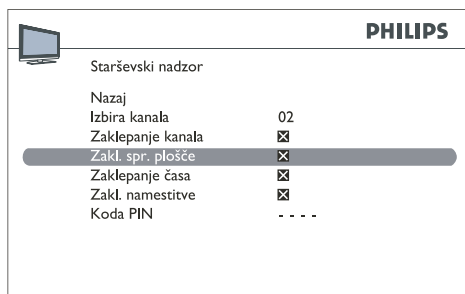 PHILIPS
Starševski nadzor
Nazaj
Izbira kanala 02
Zaklepanje kanala ☒
Zakl. spr. plošče ☒
Zaklepanje časa ☒
Zakl. namestitve ☒
Koda PIN - - - -